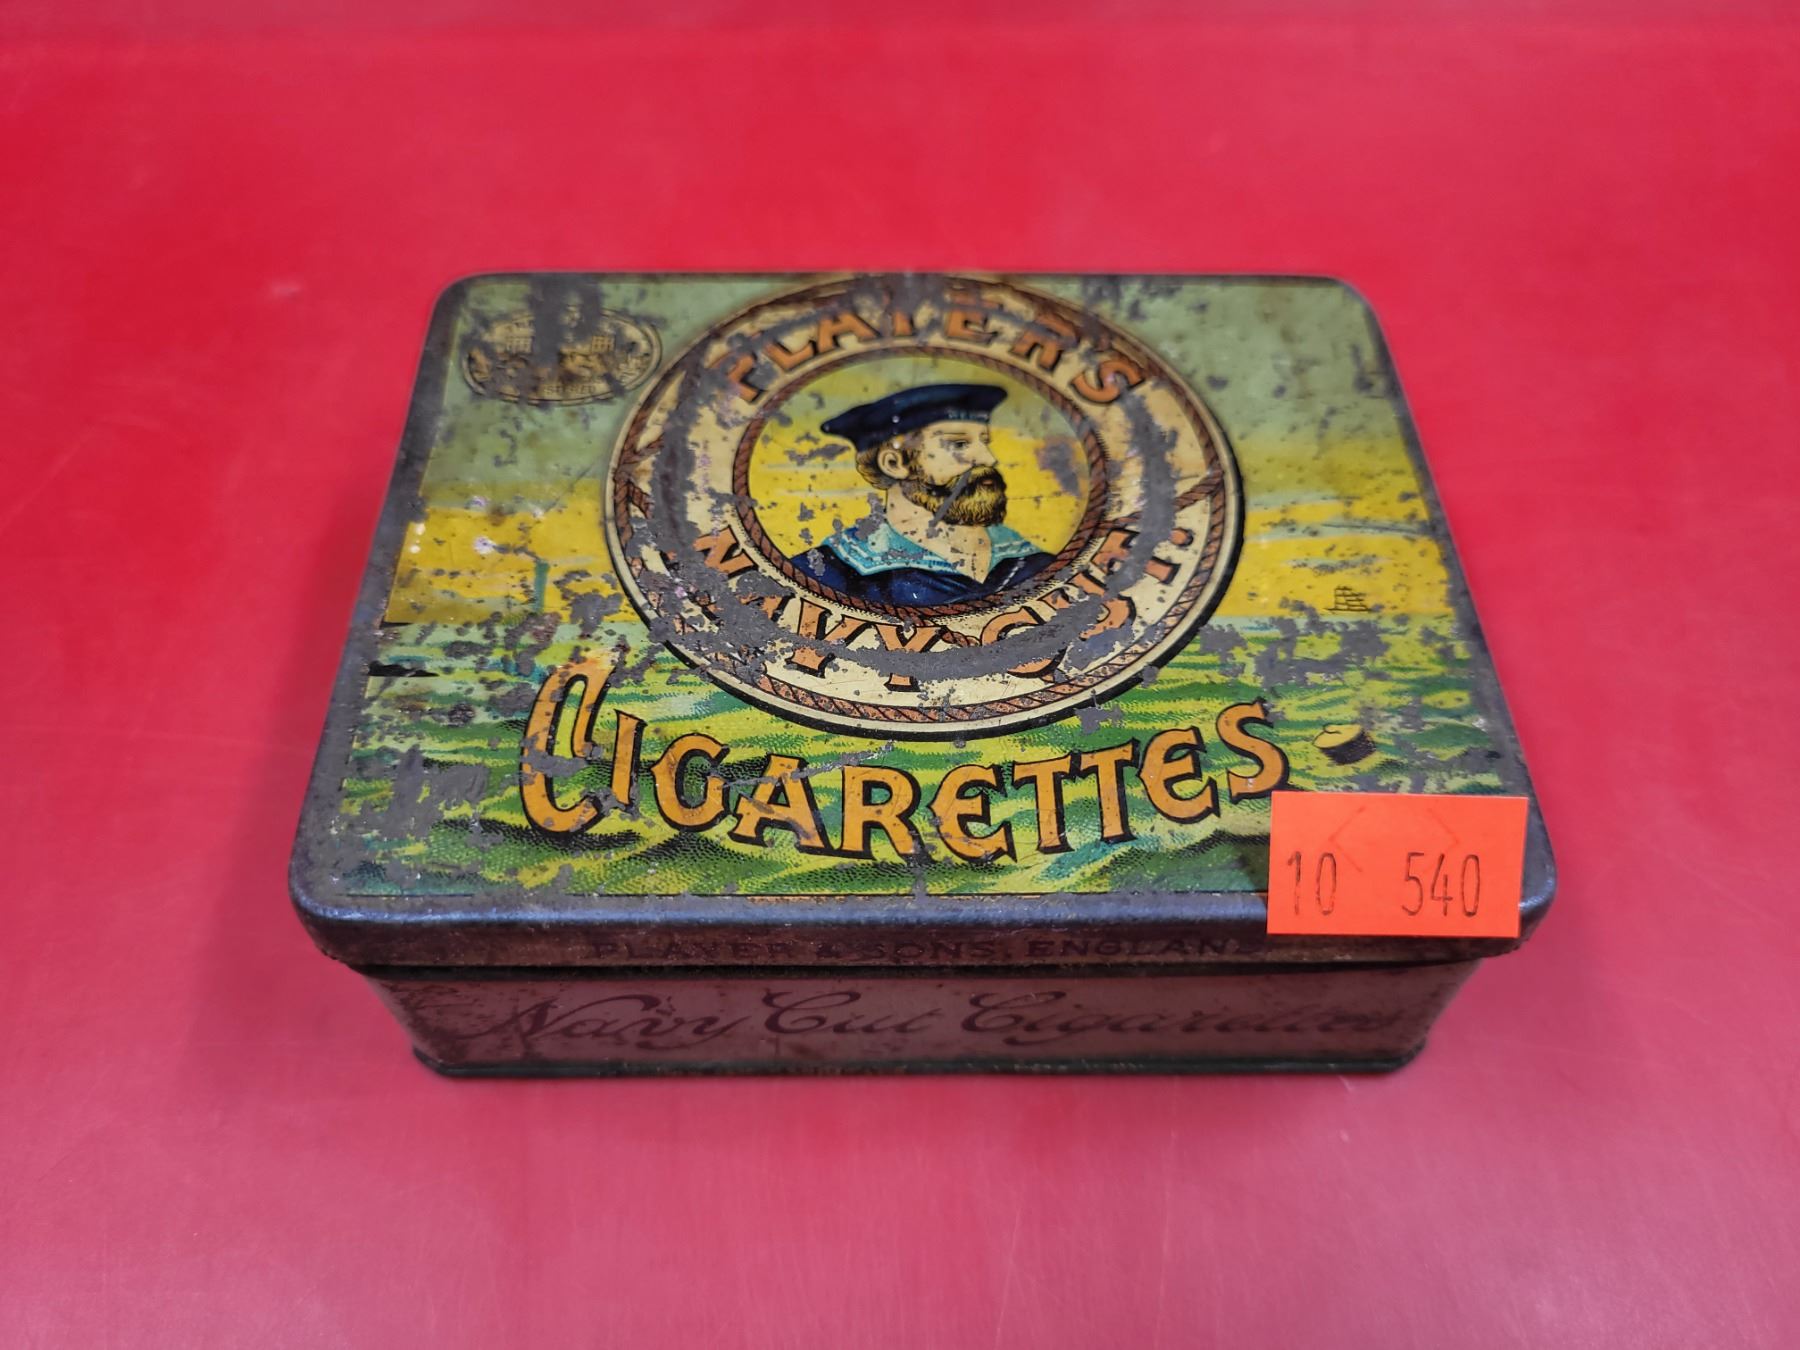 PLAYER'S
NAVY CUT
CIGARETTES
10 540
PLAYER & SONS, ENGLAND
Navy Cut Cigarettes